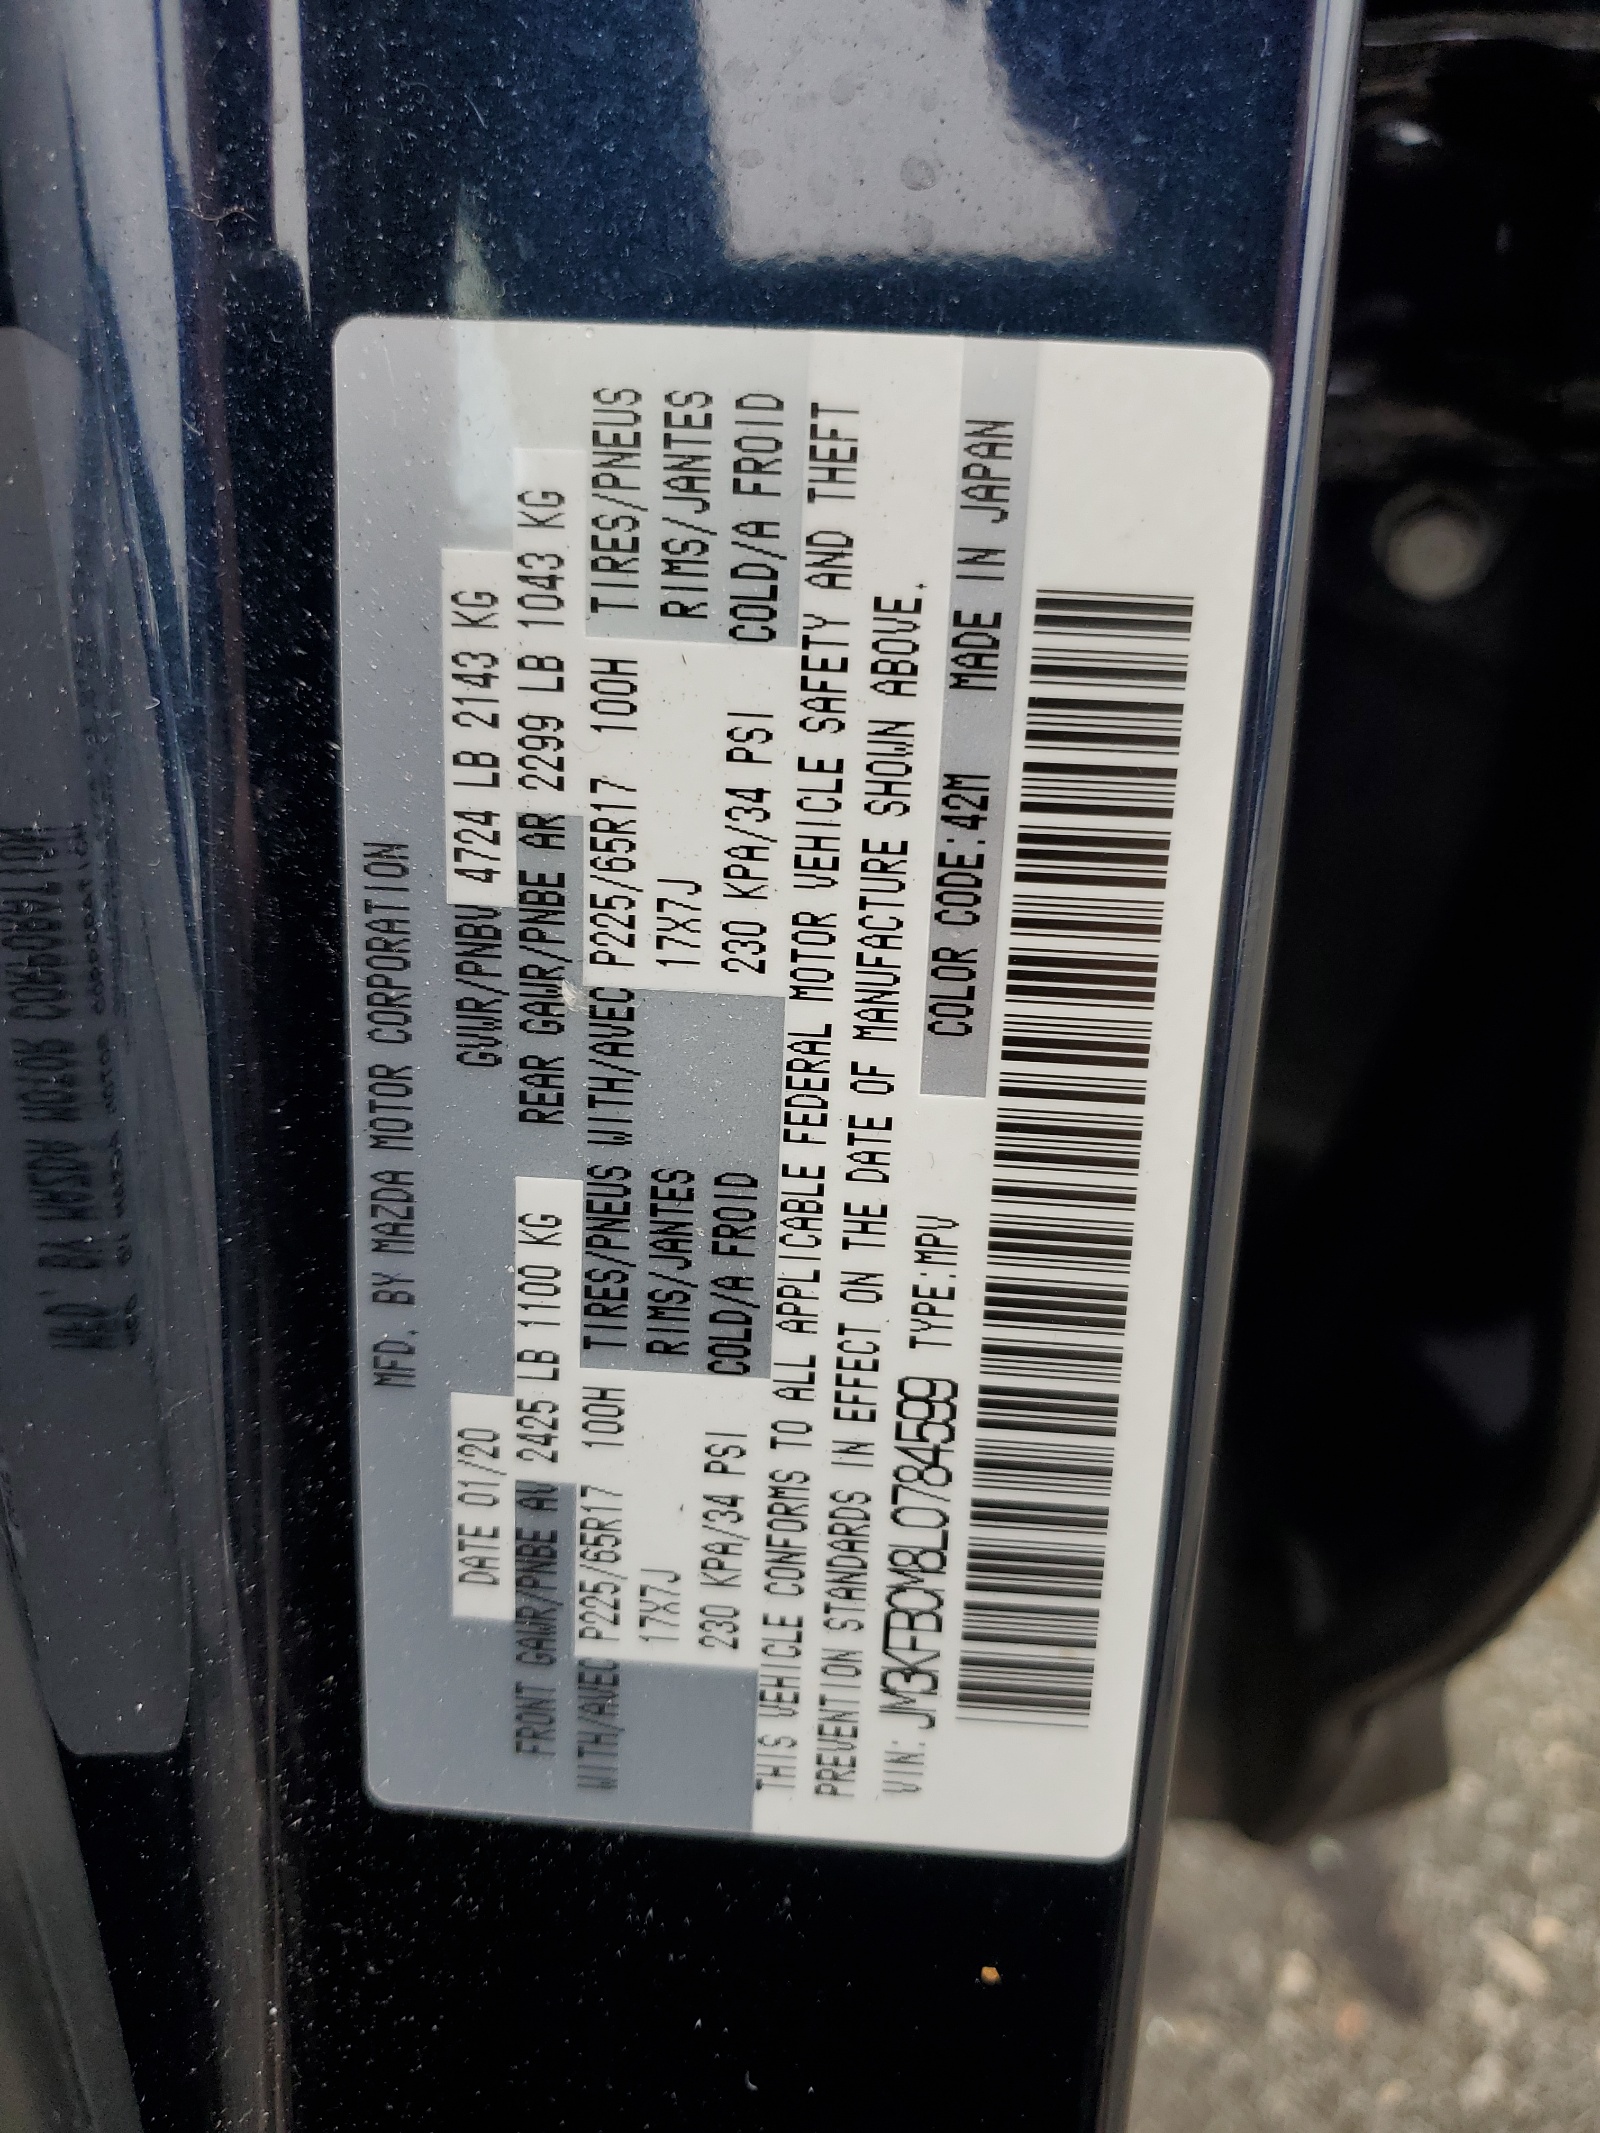 MFD. BY MAZDA MOTOR CORPORATION
DATE 01/20 GVWR/PNBV 4724 LB 2143 KG
FRONT GAWR/PNBE AV 2425 LB 1100 KG REAR GAWR/PNBE AR 2299 LB 1043 KG
WITH/AVEC P225/65R17 100H TIRES/PNEUS WITH/AVEC P225/65R17 100H TIRES/PNEUS
17X7J RIMS/JANTES 17X7J RIMS/JANTES
230 KPA/34 PSI COLD/A FROID 230 KPA/34 PSI COLD/A FROID
THIS VEHICLE CONFORMS TO ALL APPLICABLE FEDERAL MOTOR VEHICLE SAFETY AND THEFT
PREVENTION STANDARDS IN EFFECT ON THE DATE OF MANUFACTURE SHOWN ABOVE.
VIN: JM3KFBCM8L0784599 TYPE:MPV COLOR CODE:42M MADE IN JAPAN